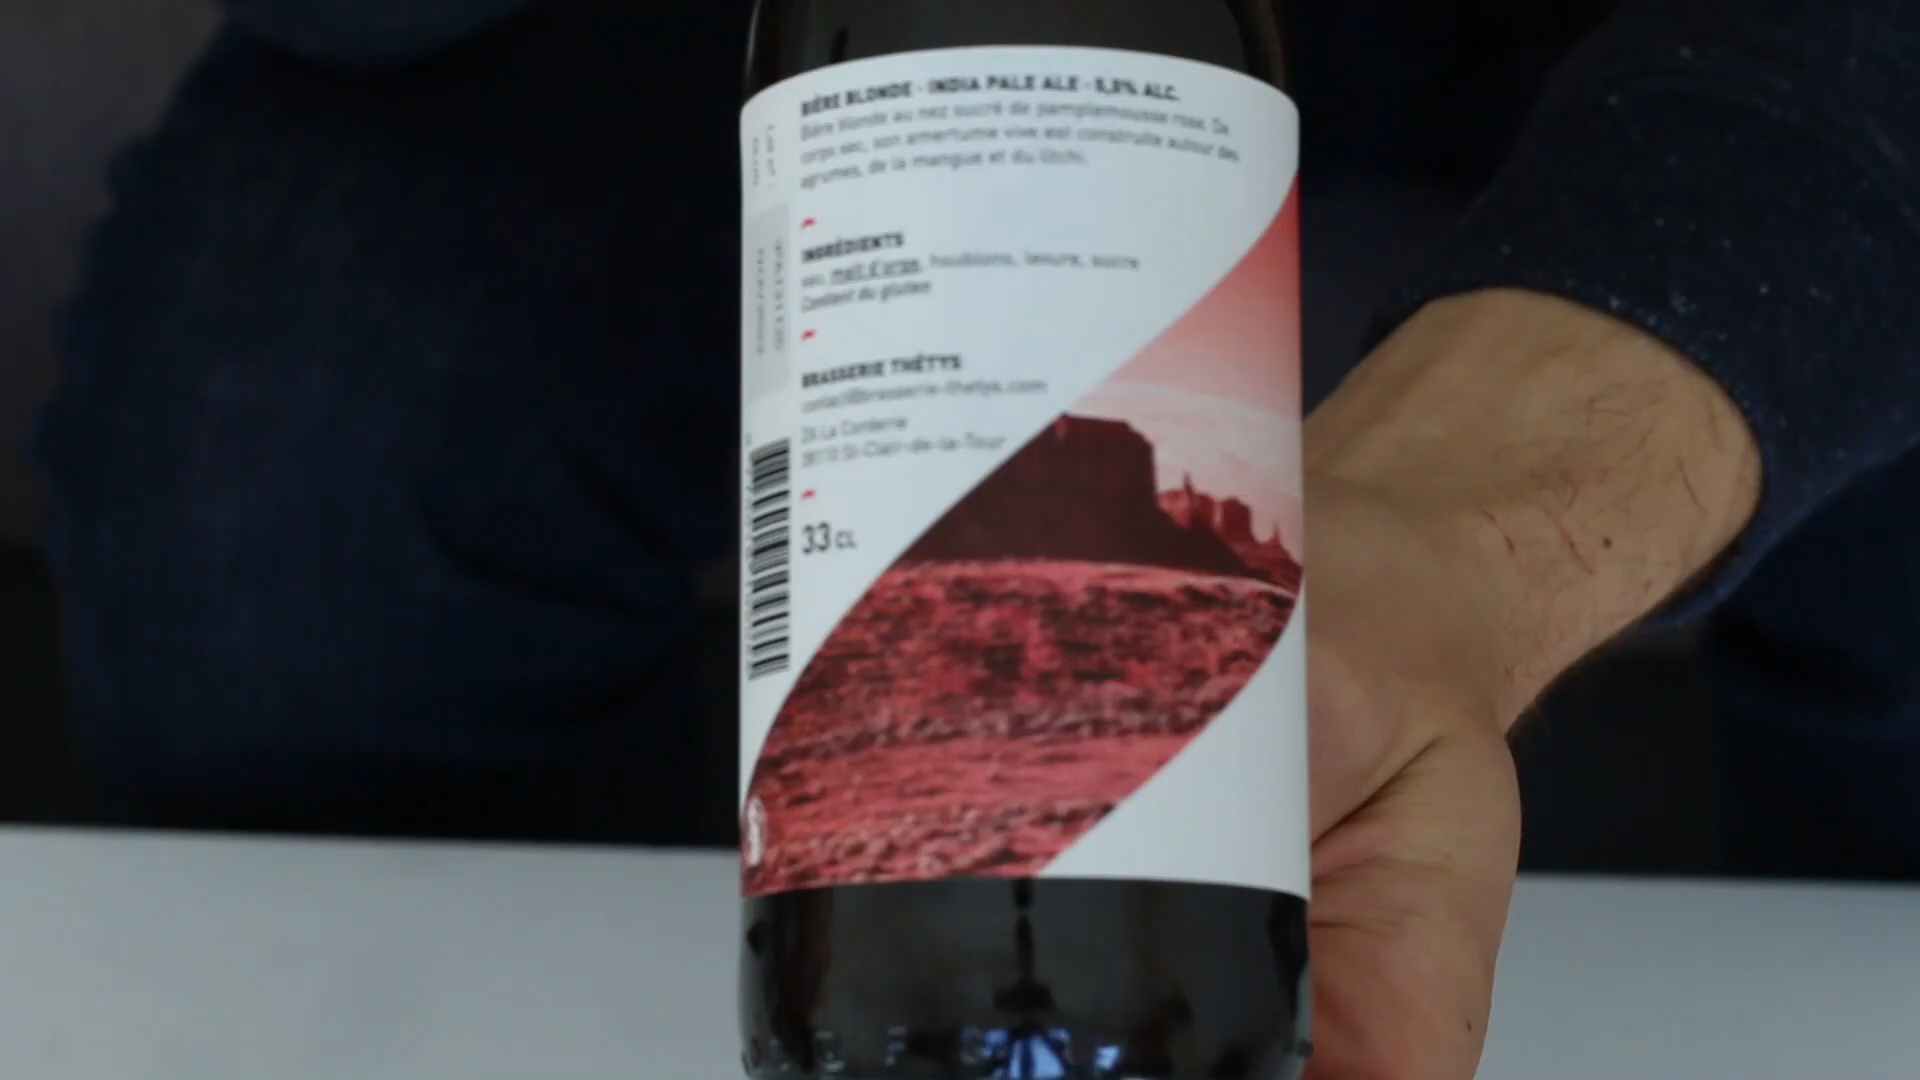 BIÈRE BLONDE - INDIA PALE ALE - 5,5% ALC.
Bière blonde au nez sucré de pamplemousse rose. De
corps sec, son amertume vive est construite autour des
agrumes, de la mangue et du litchi.
INGRÉDIENTS
eau, malt d'orge, houblons, levure, sucre
Contient du gluten
BRASSERIE THÉTYS
contact@brasserie-thetys.com
ZA La Corderie
38110 St-Clair-de-la-Tour
33 CL